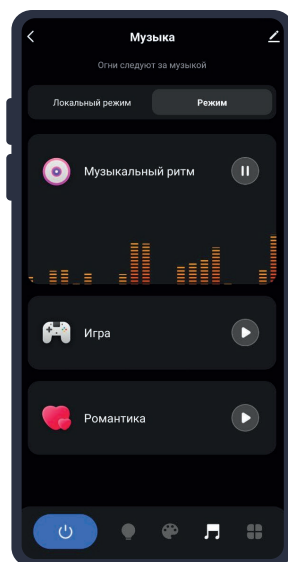 Музыка
Огни следуют за музыкой
Локальный режим Режим
Музыкальный ритм
Игра
Романтика